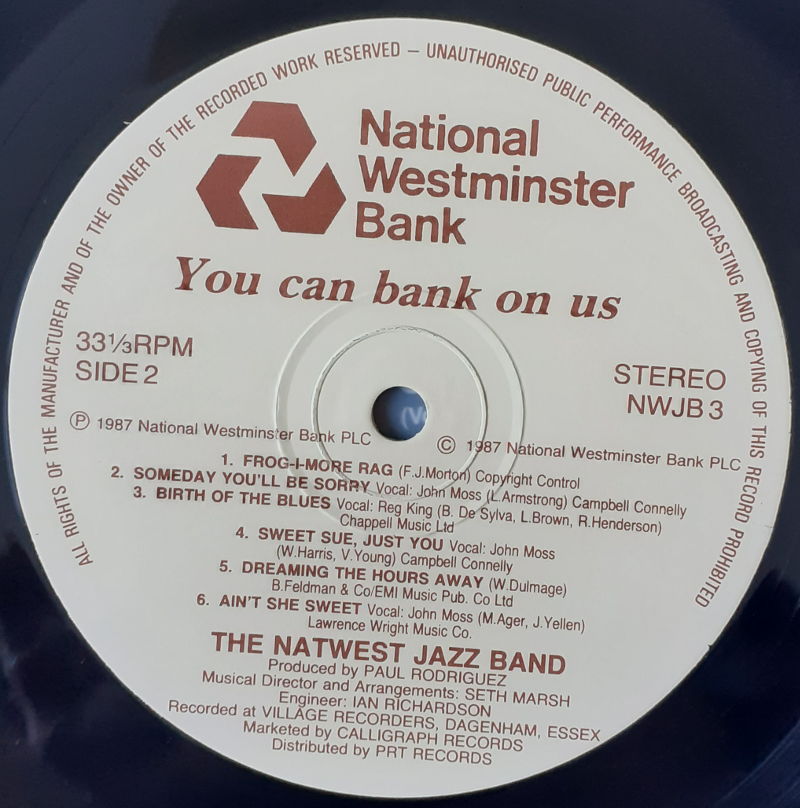 ALL RIGHTS OF THE MANUFACTURER AND OF THE OWNER OF THE RECORDED WORK RESERVED – UNAUTHORISED PUBLIC PERFORMANCE BROADCASTING AND COPYING OF THIS RECORD PROHIBITED
National
Westminster
Bank
You can bank on us
33⅓RPM
SIDE 2
STEREO
NWJB 3
℗ 1987 National Westminster Bank PLC
© 1987 National Westminster Bank PLC
1. FROG-I-MORE RAG (F.J.Morton) Copyright Control
2. SOMEDAY YOU'LL BE SORRY Vocal: John Moss (L.Armstrong) Campbell Connelly
3. BIRTH OF THE BLUES Vocal: Reg King (B. De Sylva, L.Brown, R.Henderson)
Chappell Music Ltd
4. SWEET SUE, JUST YOU Vocal: John Moss
(W.Harris, V.Young) Campbell Connelly
5. DREAMING THE HOURS AWAY (W.Dulmage)
B.Feldman & Co/EMI Music Pub. Co Ltd
6. AIN'T SHE SWEET Vocal: John Moss (M.Ager, J.Yellen)
Lawrence Wright Music Co.
THE NATWEST JAZZ BAND
Produced by PAUL RODRIGUEZ
Musical Director and Arrangements: SETH MARSH
Engineer: IAN RICHARDSON
Recorded at VILLAGE RECORDERS, DAGENHAM, ESSEX
Marketed by CALLIGRAPH RECORDS
Distributed by PRT RECORDS